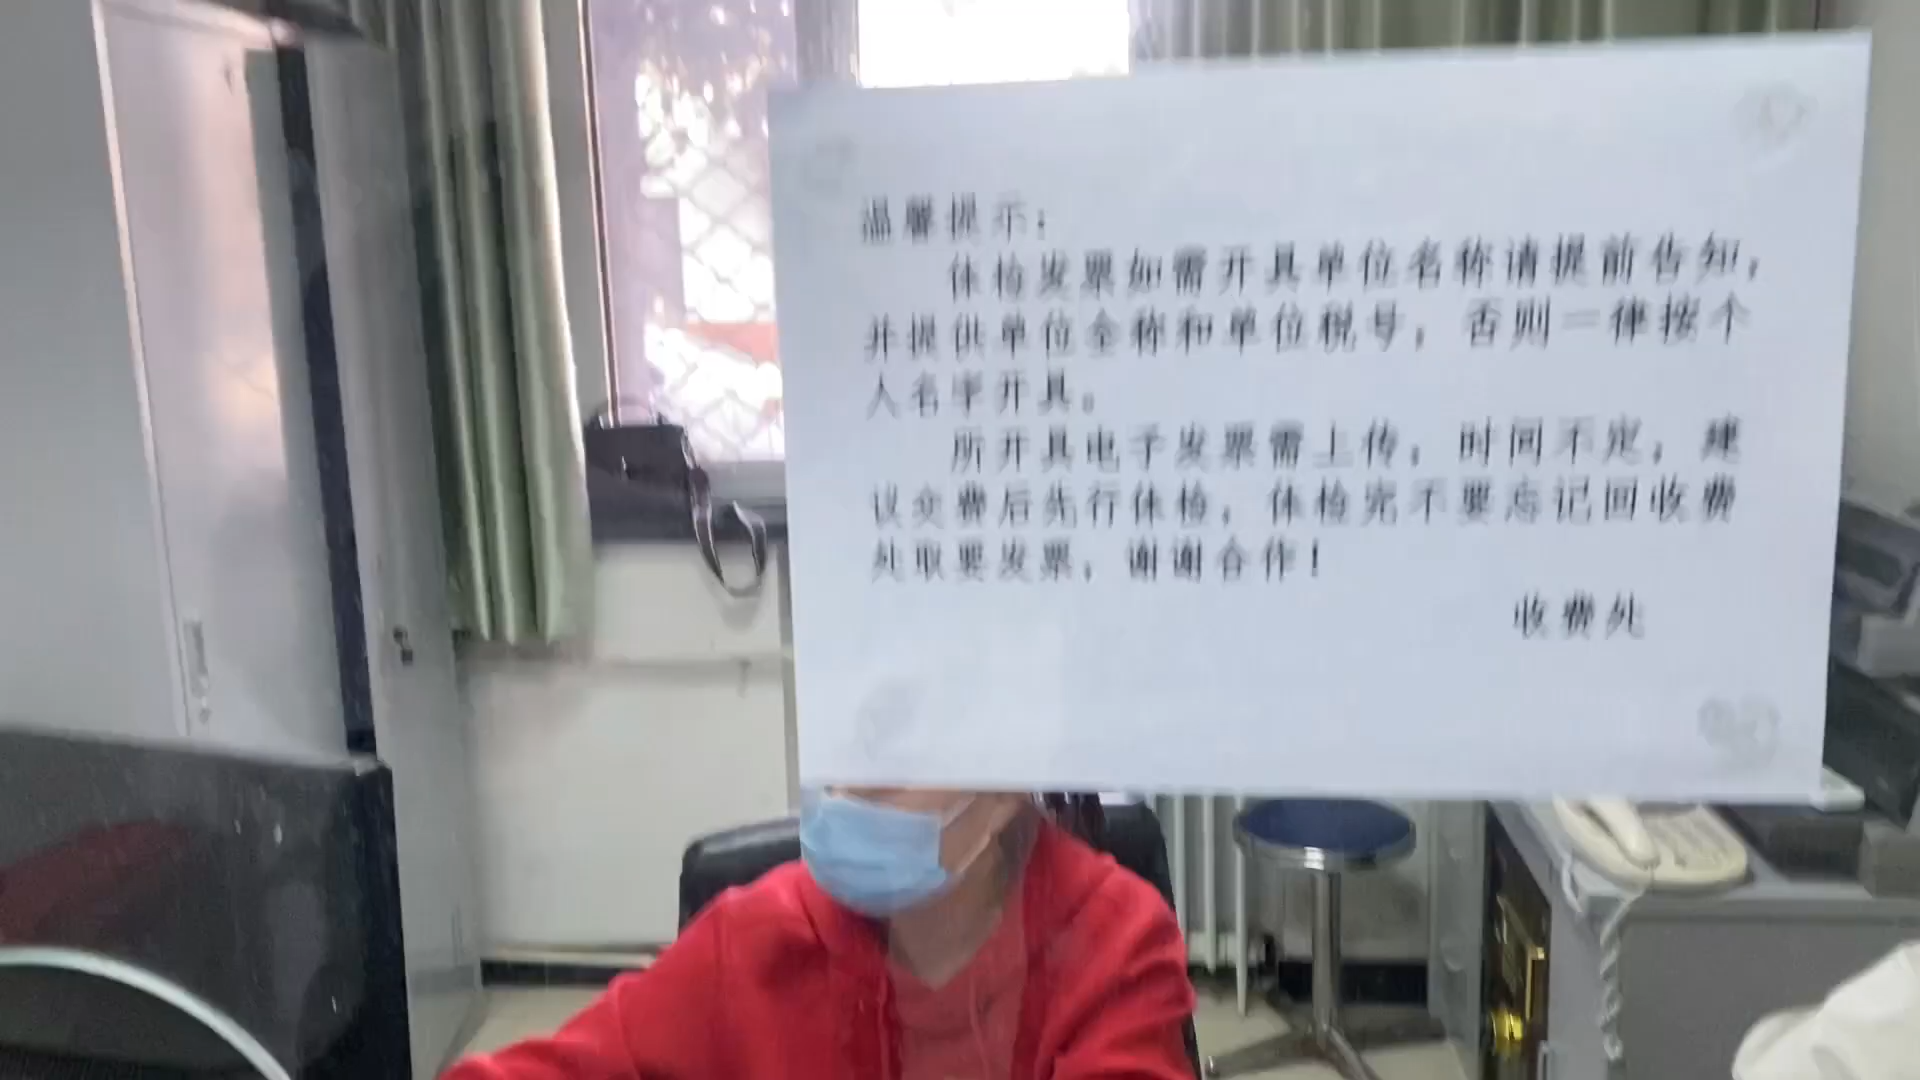 温馨提示：
体检发票如需开具单位名称请提前告知，
并提供单位全称和单位税号，否则一律按个
人名字开具。
所开具电子发票需上传，时间不定，建
议交费后先行体检，体检完不要忘记回收费
处取要发票，谢谢合作！
收费处